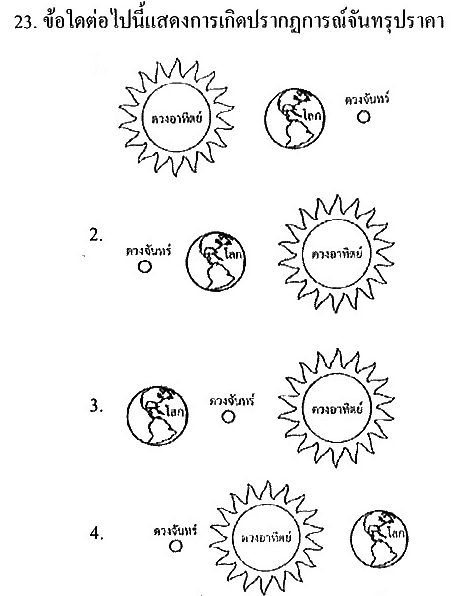 23. ข้อใดต่อไปนี้แสดงการเกิดปรากฏการณ์จันทรุปราคา
ดวงอาทิตย์ โลก ดวงจันทร์
2. ดวงจันทร์ โลก ดวงอาทิตย์
3. โลก ดวงจันทร์ ดวงอาทิตย์
4. ดวงจันทร์ ดวงอาทิตย์ โลก